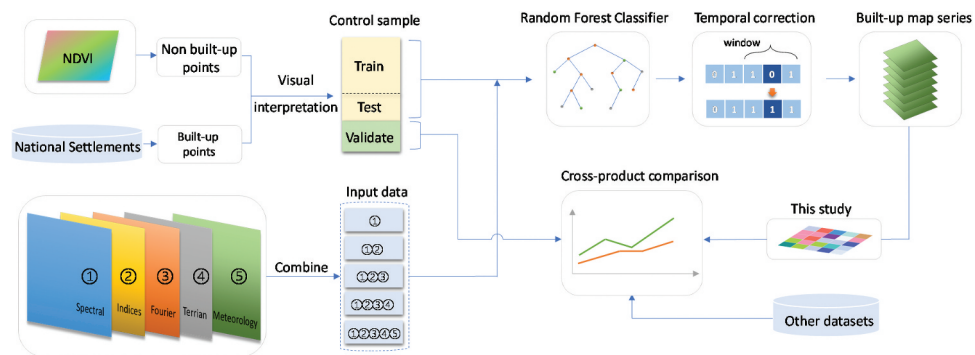 Control sample
Random Forest Classifier
Temporal correction
Built-up map series
NDVI
Non built-up
points
Visual
interpretation
Train
Test
Validate
window
0 1 1 0 1
0 1 1 1 1
National Settlements
Built-up
points
Cross-product comparison
This study
Input data
①
①②
①②③
①②③④
①②③④⑤
Combine
① ② ③ ④ ⑤
Spectral Indices Fourier Terrian Meteorology
Other datasets